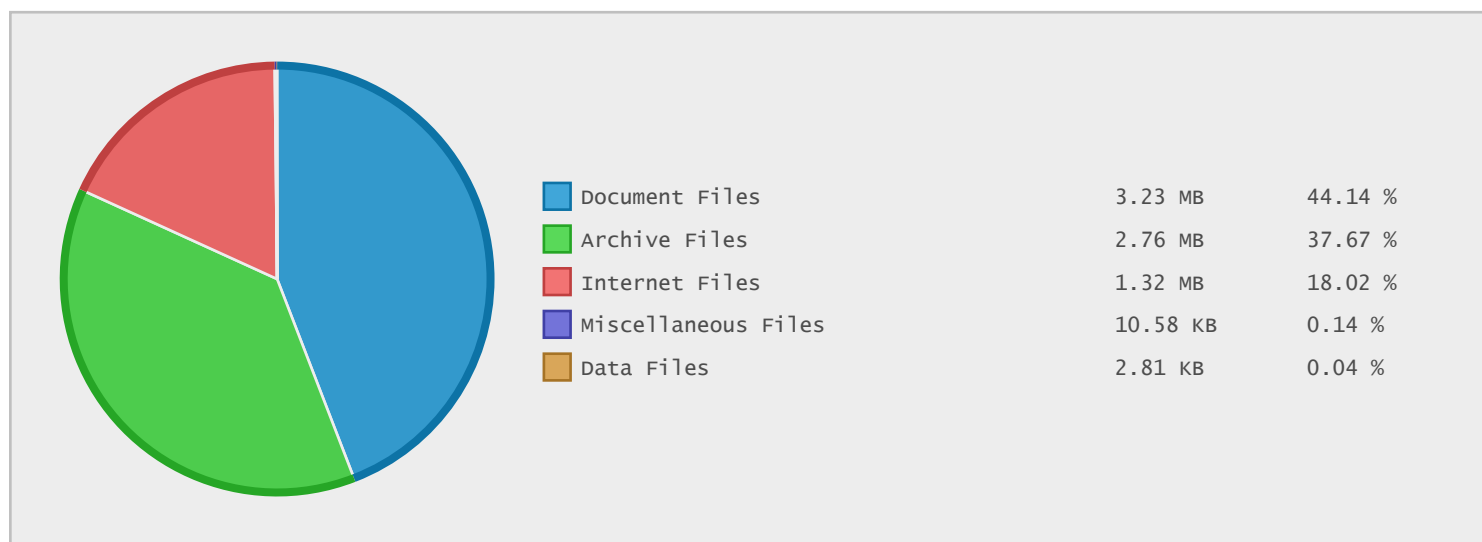 Document Files 3.23 MB 44.14 %
Archive Files 2.76 MB 37.67 %
Internet Files 1.32 MB 18.02 %
Miscellaneous Files 10.58 KB 0.14 %
Data Files 2.81 KB 0.04 %